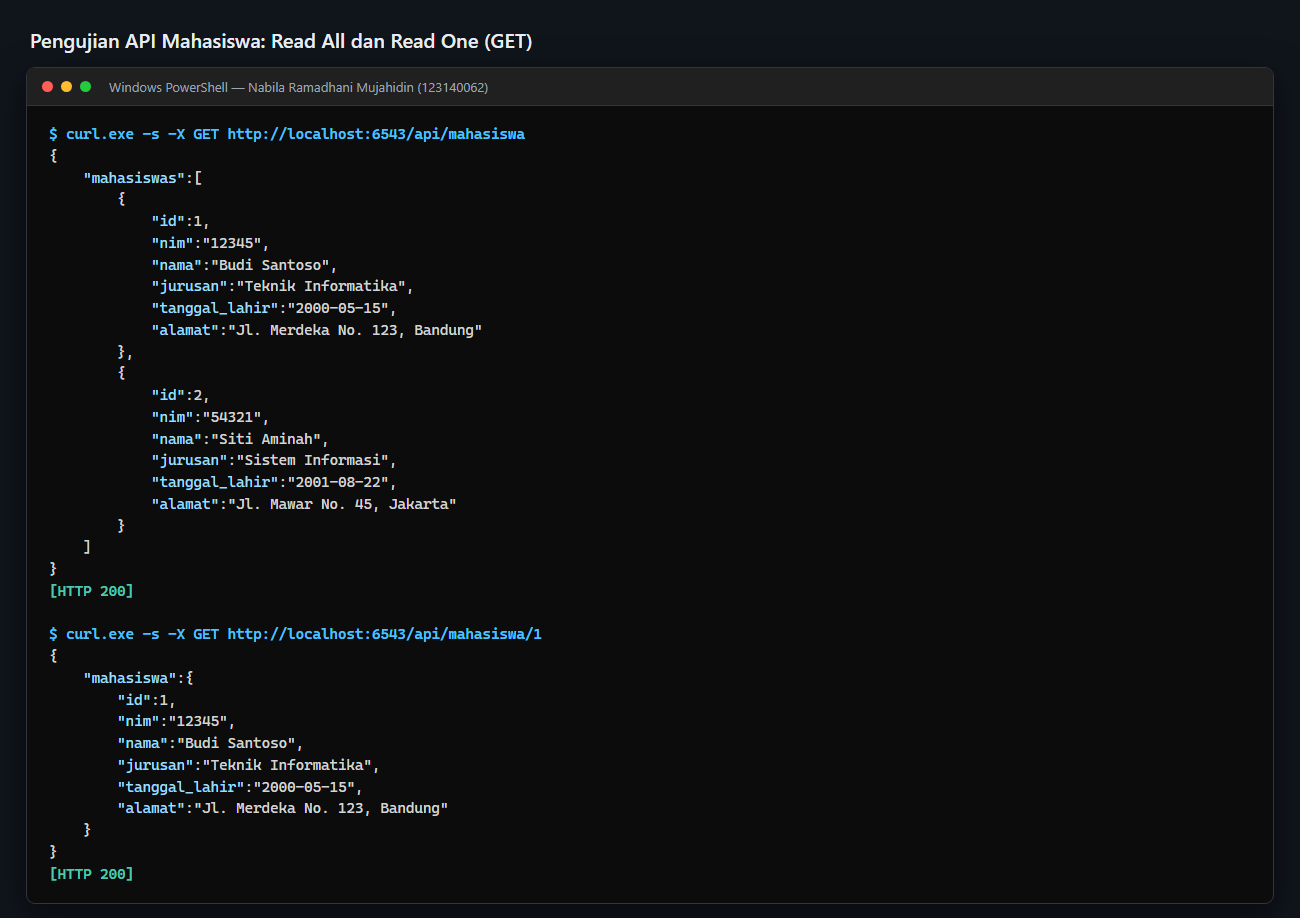 Pengujian API Mahasiswa: Read All dan Read One (GET)
Windows PowerShell — Nabila Ramadhani Mujahidin (123140062)
$ curl.exe -s -X GET http://localhost:6543/api/mahasiswa
{
    "mahasiswas":[
        {
            "id":1,
            "nim":"12345",
            "nama":"Budi Santoso",
            "jurusan":"Teknik Informatika",
            "tanggal_lahir":"2000-05-15",
            "alamat":"Jl. Merdeka No. 123, Bandung"
        },
        {
            "id":2,
            "nim":"54321",
            "nama":"Siti Aminah",
            "jurusan":"Sistem Informasi",
            "tanggal_lahir":"2001-08-22",
            "alamat":"Jl. Mawar No. 45, Jakarta"
        }
    ]
}
[HTTP 200]
$ curl.exe -s -X GET http://localhost:6543/api/mahasiswa/1
{
    "mahasiswa":{
        "id":1,
        "nim":"12345",
        "nama":"Budi Santoso",
        "jurusan":"Teknik Informatika",
        "tanggal_lahir":"2000-05-15",
        "alamat":"Jl. Merdeka No. 123, Bandung"
    }
}
[HTTP 200]